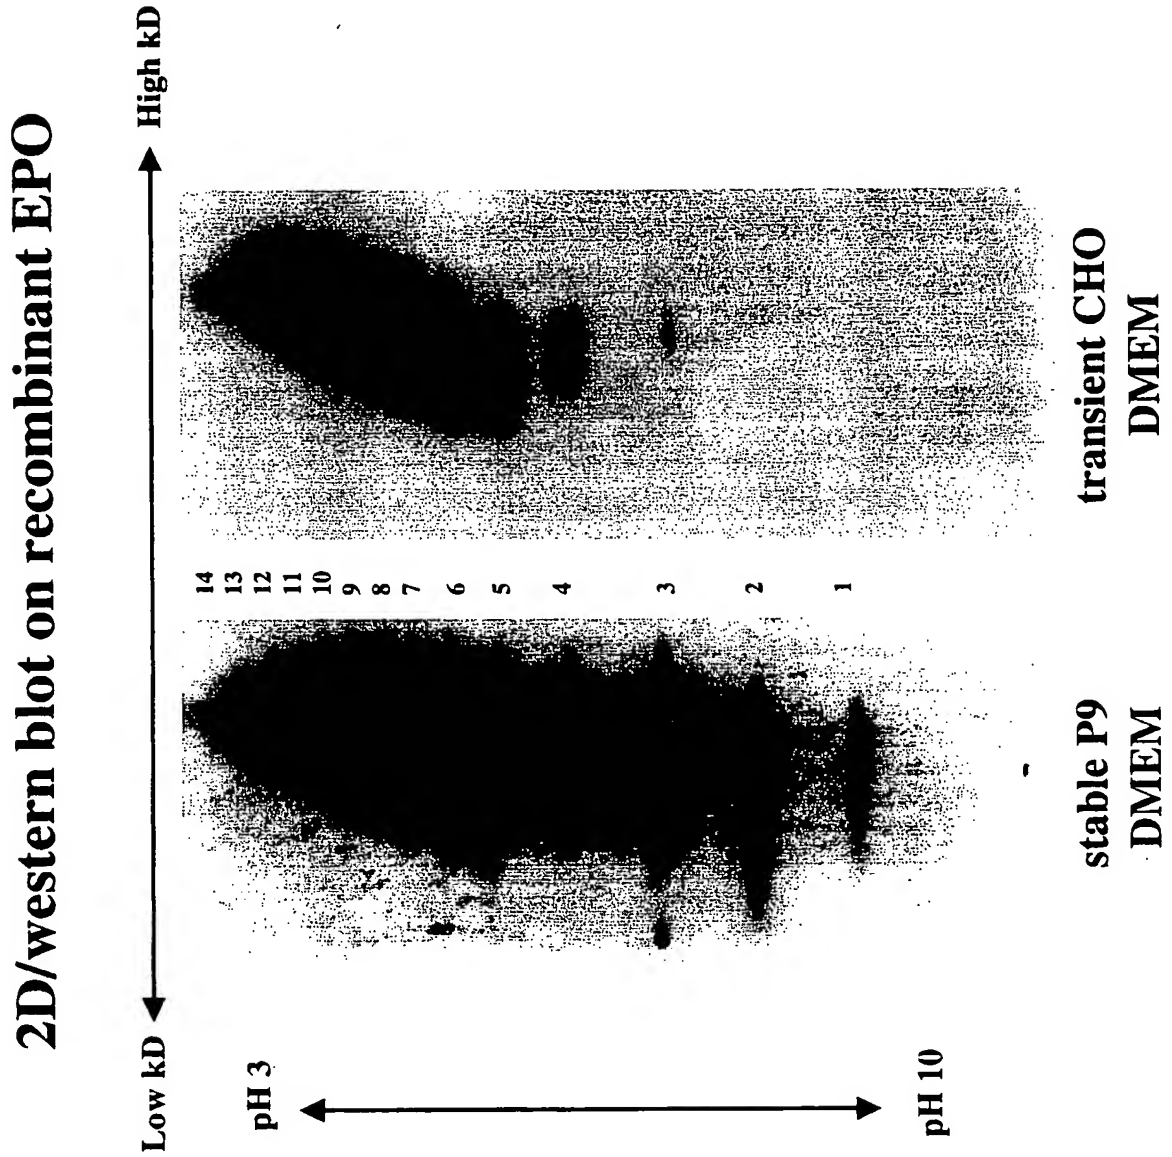 2D/western blot on recombinant EPO
Low kD
High kD
pH 3
pH 10
14
13
12
11
10
9
8
7
6
5
4
3
2
1
stable P9
DMEM
transient CHO
DMEM